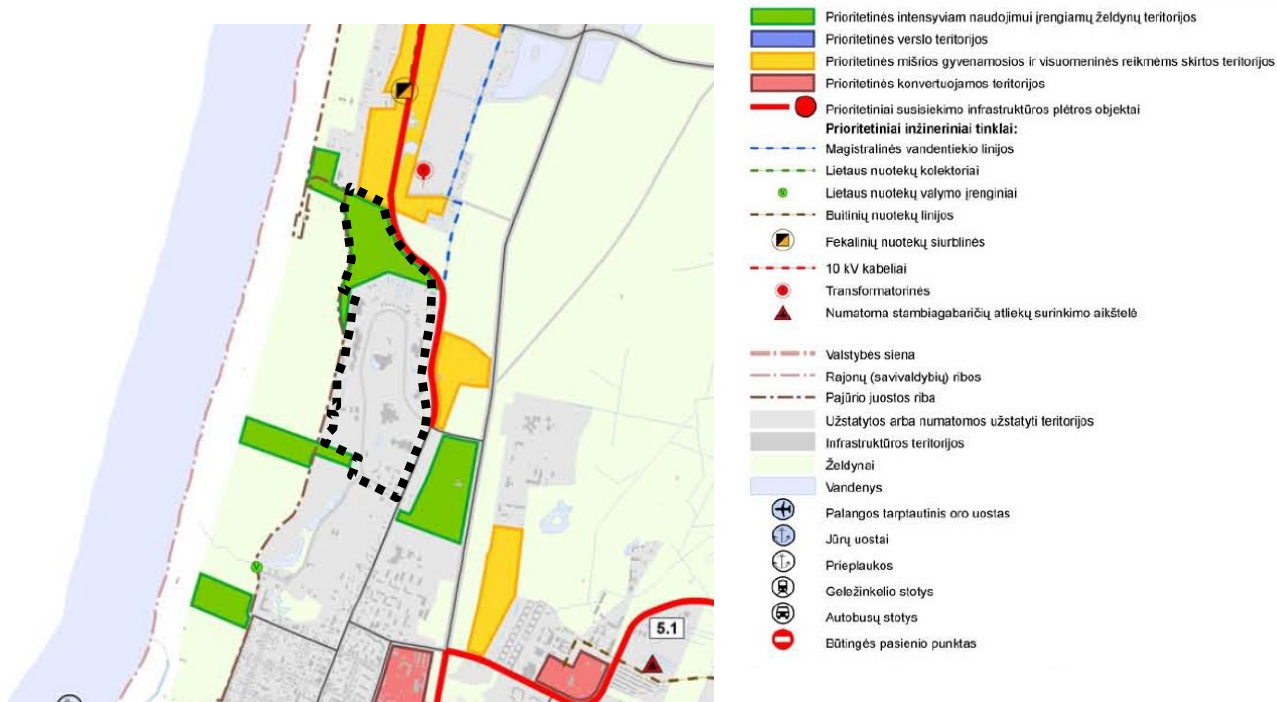 Prioritetinės intensyviam naudojimui įrengiamų želdynų teritorijos
Prioritetinės verslo teritorijos
Prioritetinės mišrios gyvenamosios ir visuomeninės reikmėms skirtos teritorijos
Prioritetinės konvertuojamos teritorijos
Prioritetiniai susisiekimo infrastruktūros plėtros objektai
Prioritetiniai inžineriniai tinklai:
Magistralinės vandentiekio linijos
Lietaus nuotekų kolektoriai
V
Lietaus nuotekų valymo įrenginiai
Buitinių nuotekų linijos
Fekalinių nuotekų siurblinės
10 kV kabeliai
Transformatorinės
Numatoma stambiagabaričių atliekų surinkimo aikštelė
Valstybės siena
Rajonų (savivaldybių) ribos
Pajūrio juostos riba
Užstatytos arba numatomos užstatyti teritorijos
Infrastruktūros teritorijos
Želdynai
Vandenys
Palangos tarptautinis oro uostas
Jūrų uostai
Prieplaukos
Geležinkelio stotys
Autobusų stotys
Būtingės pasienio punktas
V
5.1